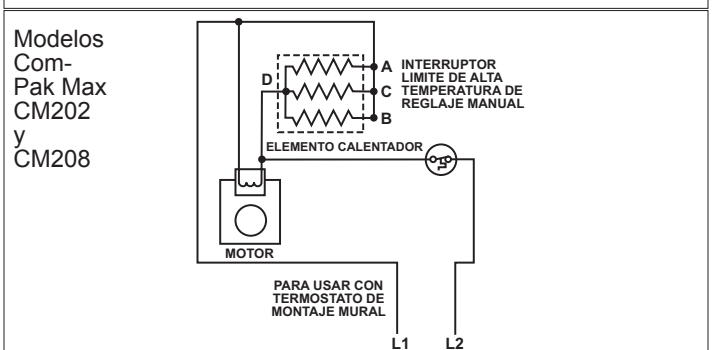 Modelos
Com-
Pak Max
CM202
y
CM208
D
A
C
B
INTERRUPTOR
LIMITE DE ALTA
TEMPERATURA DE
REGLAJE MANUAL
ELEMENTO CALENTADOR
MOTOR
PARA USAR CON
TERMOSTATO DE
MONTAJE MURAL
L1 L2